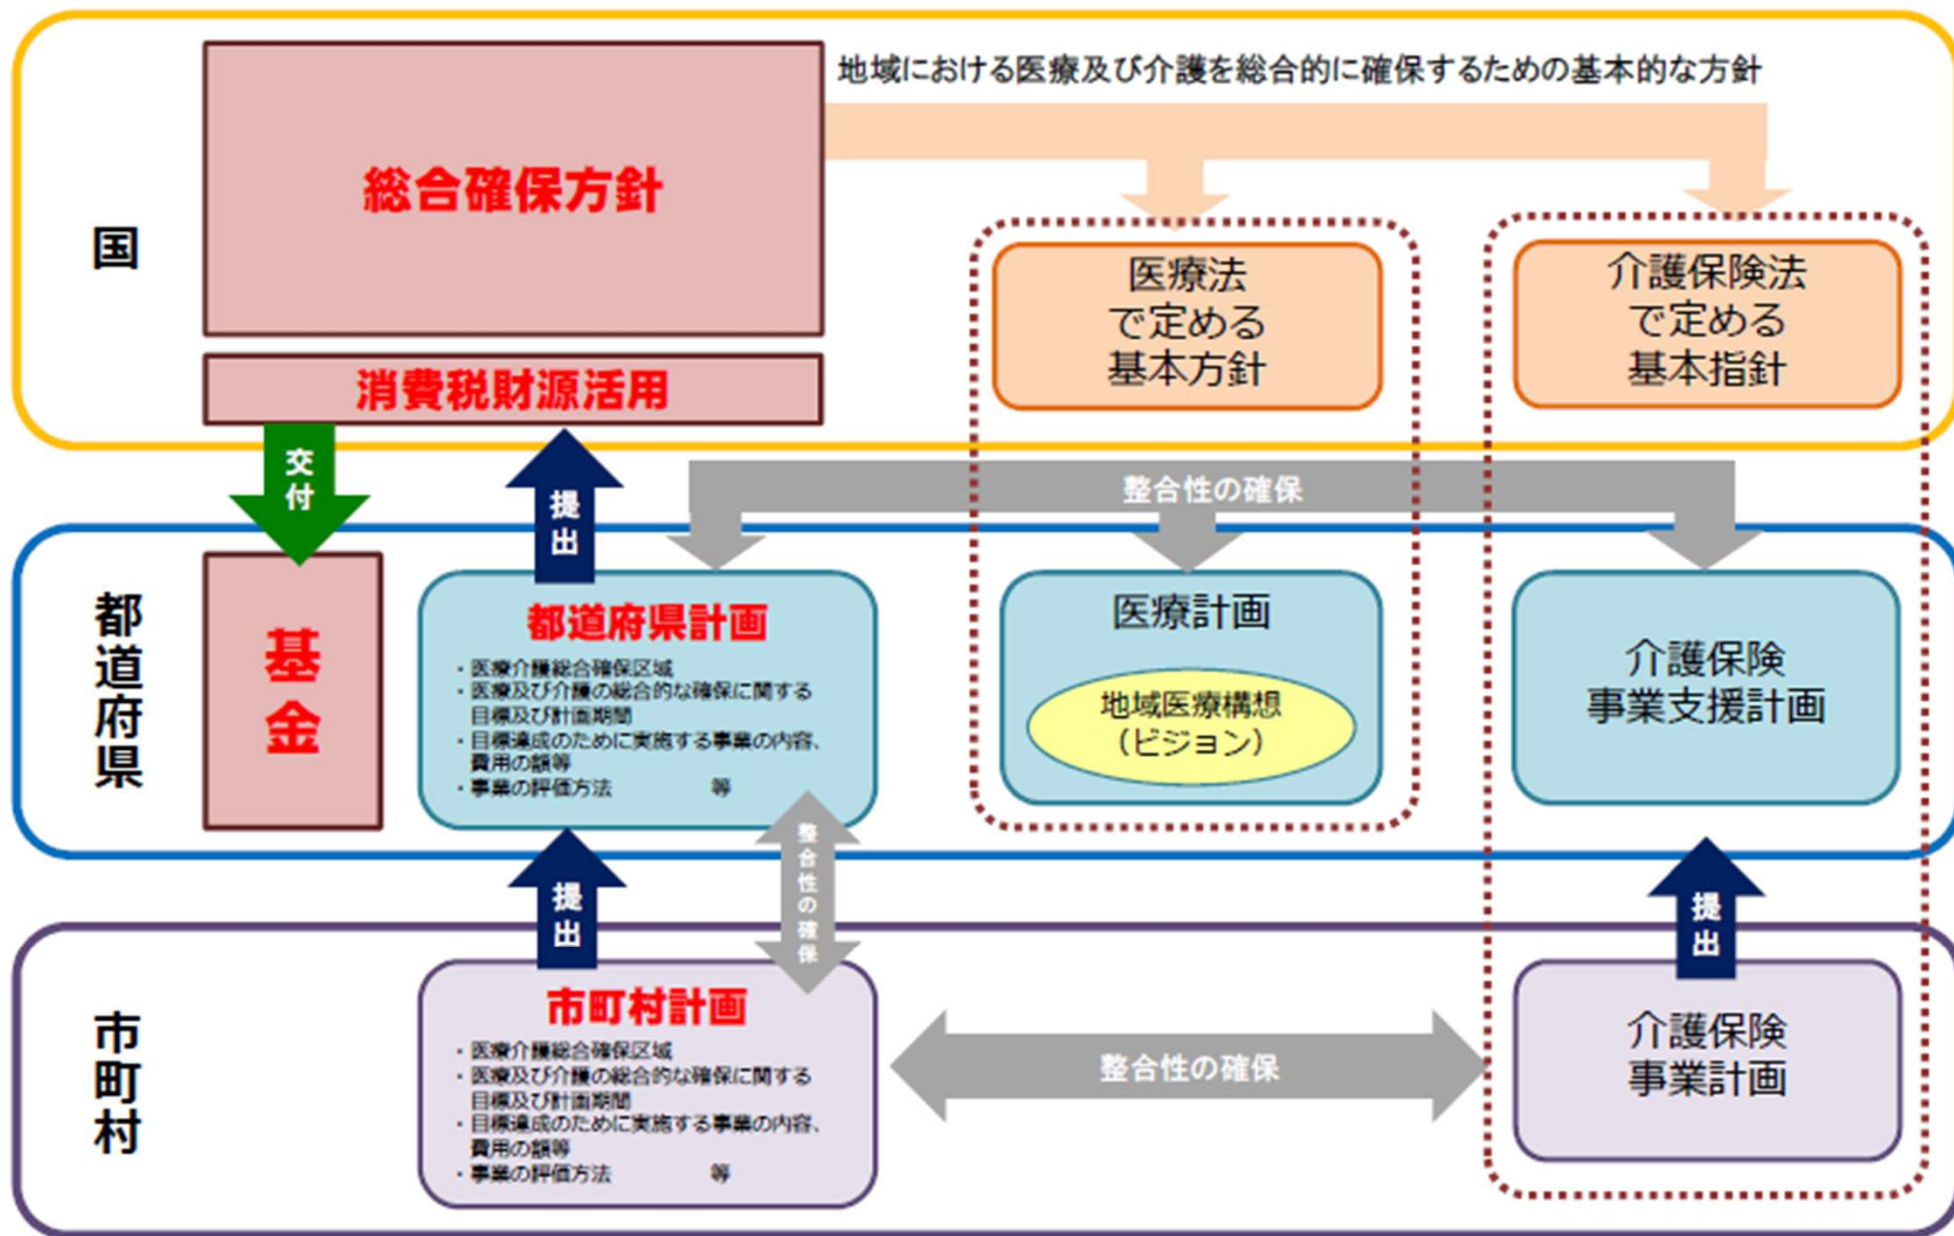 地域における医療及び介護を総合的に確保するための基本的な方針
総合確保方針
国
医療法
で定める
基本方針
介護保険法
で定める
基本指針
消費税財源活用
交付
提出
整合性の確保
都道府県
基金
都道府県計画
・医療介護総合確保区域
・医療及び介護の総合的な確保に関する
目標及び計画期間
・目標達成のために実施する事業の内容、
費用の額等
・事業の評価方法 等
医療計画
地域医療構想
（ビジョン）
介護保険
事業支援計画
提出
整合性の確保
提出
市町村
市町村計画
・医療介護総合確保区域
・医療及び介護の総合的な確保に関する
目標及び計画期間
・目標達成のために実施する事業の内容、
費用の額等
・事業の評価方法 等
整合性の確保
介護保険
事業計画